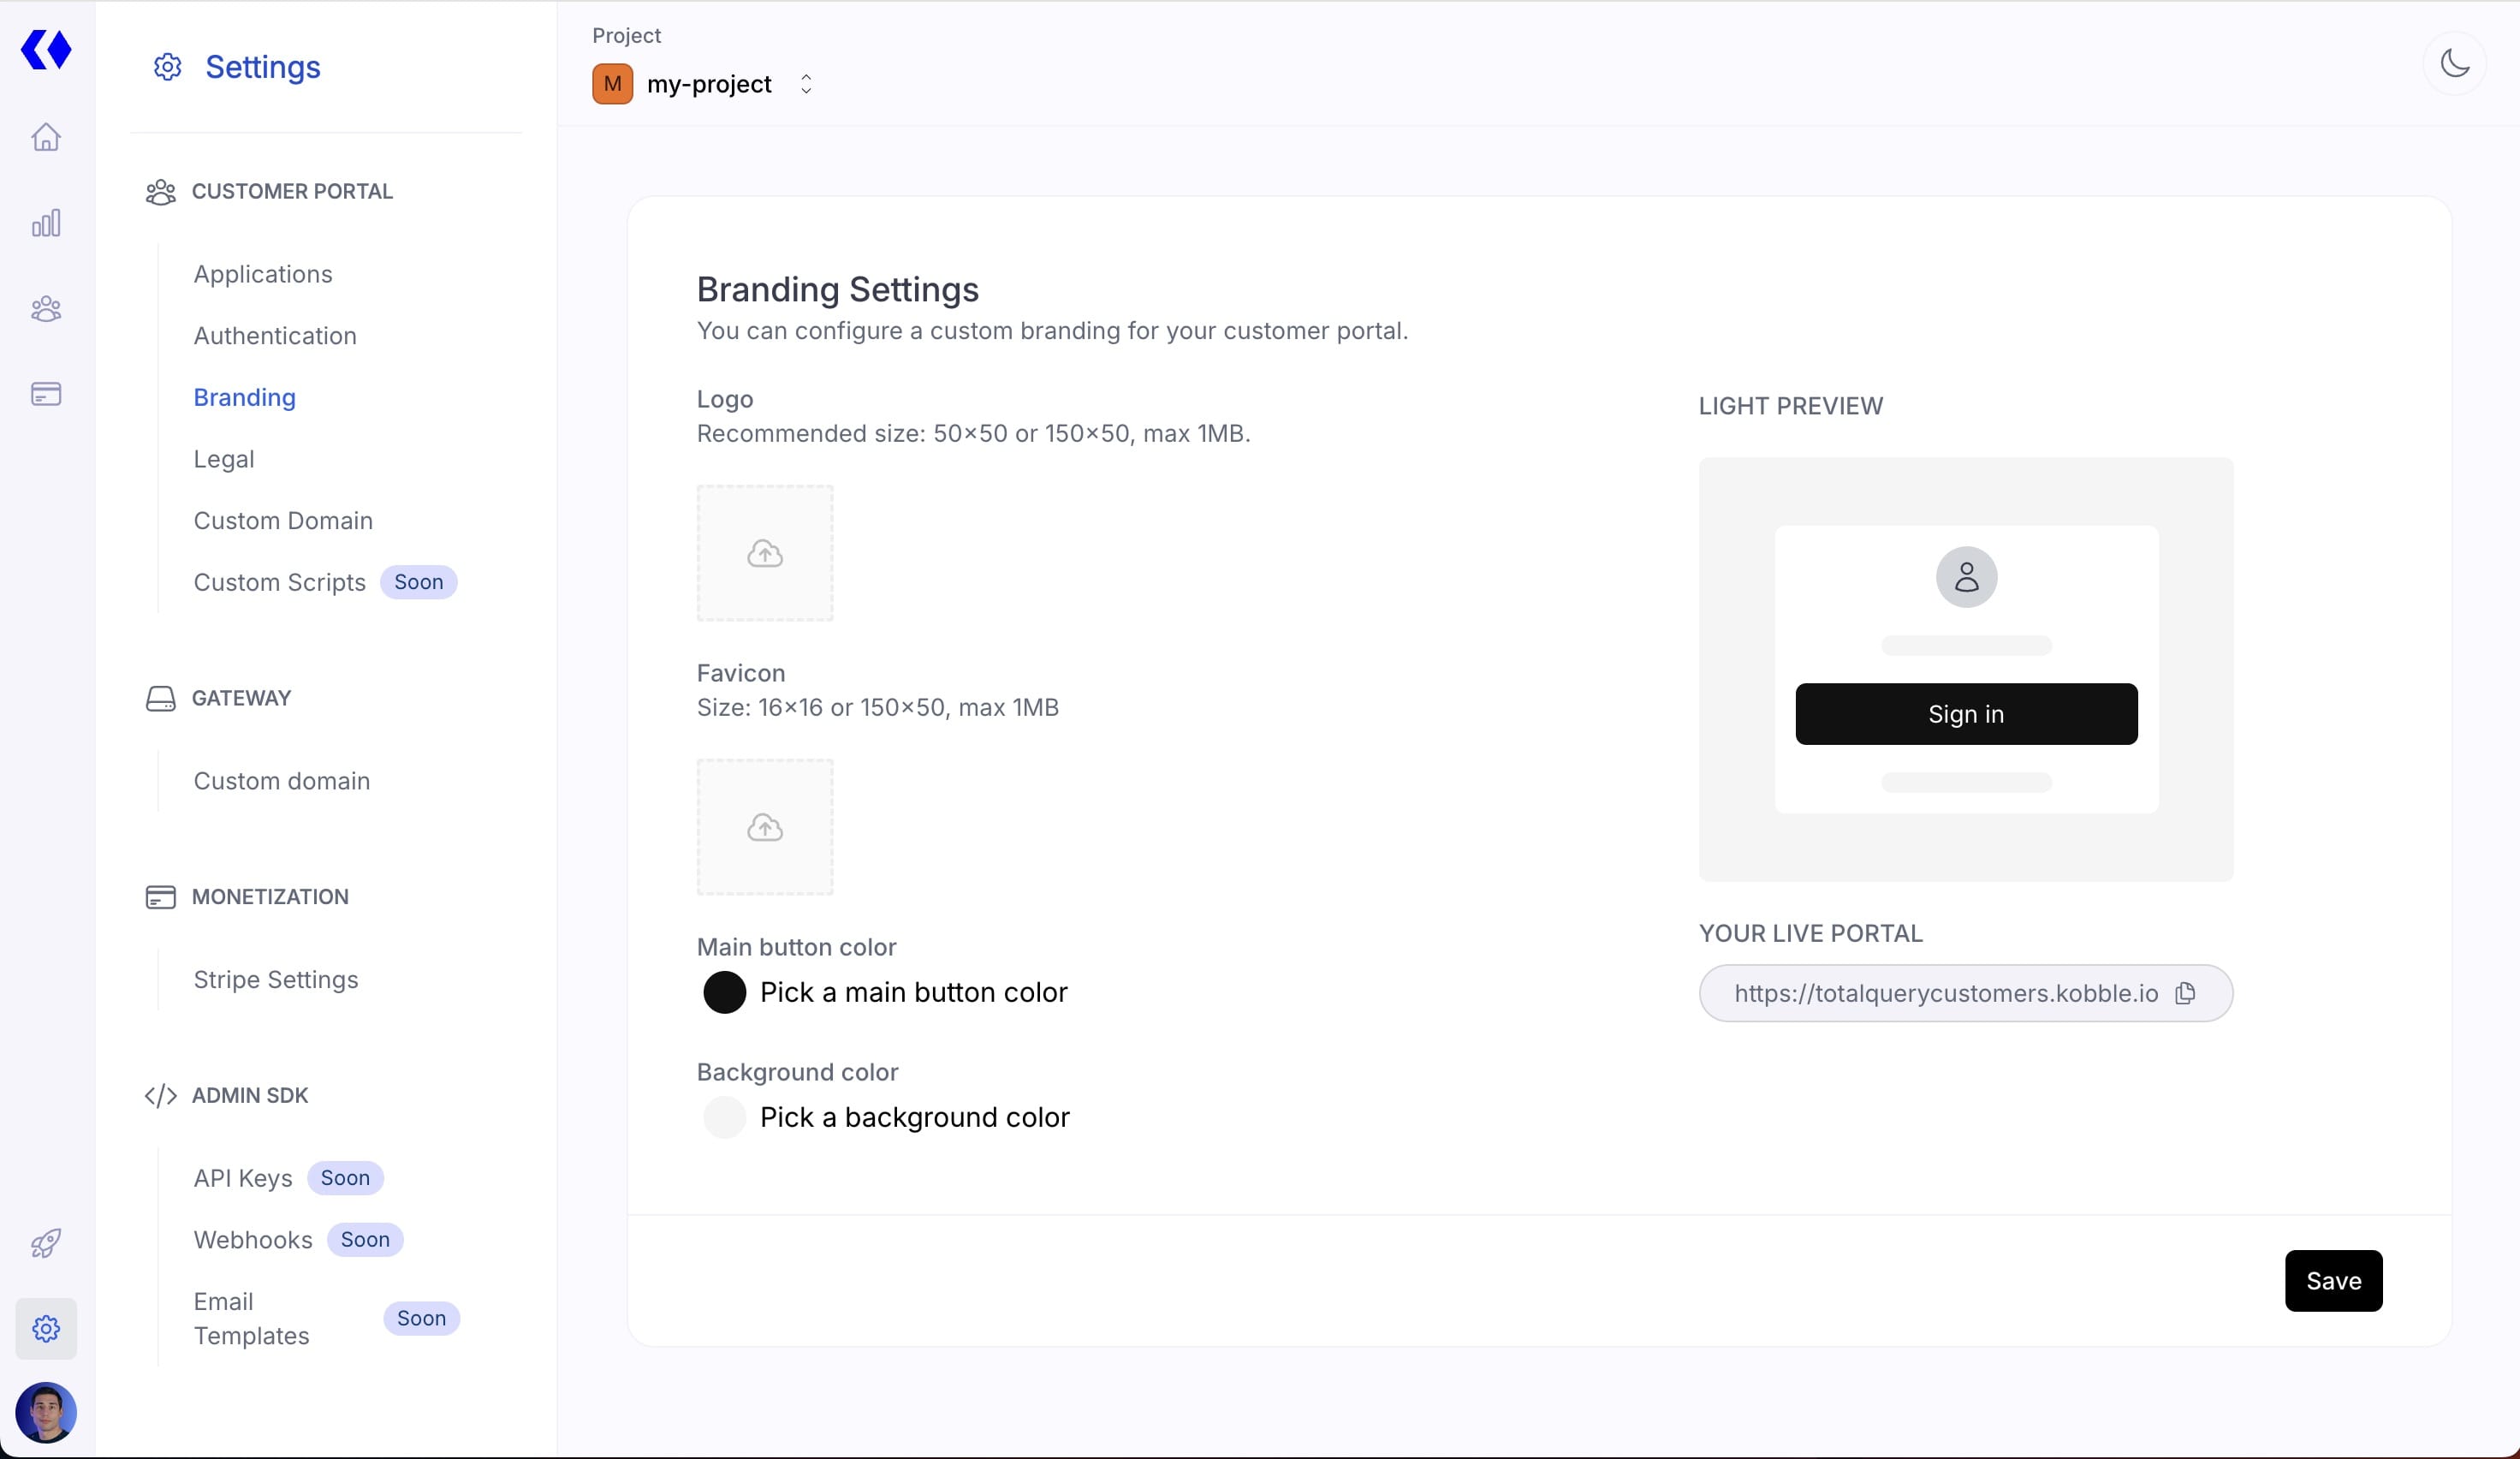 Settings
CUSTOMER PORTAL
Applications
Authentication
Branding
Legal
Custom Domain
Custom Scripts Soon
GATEWAY
Custom domain
MONETIZATION
Stripe Settings
ADMIN SDK
API Keys Soon
Webhooks Soon
Email
Templates
Soon
Project
M my-project
Branding Settings
You can configure a custom branding for your customer portal.
Logo
Recommended size: 50×50 or 150×50, max 1MB.
Favicon
Size: 16×16 or 150×50, max 1MB
Main button color
Pick a main button color
Background color
Pick a background color
LIGHT PREVIEW
Sign in
YOUR LIVE PORTAL
https://totalquerycustomers.kobble.io
Save